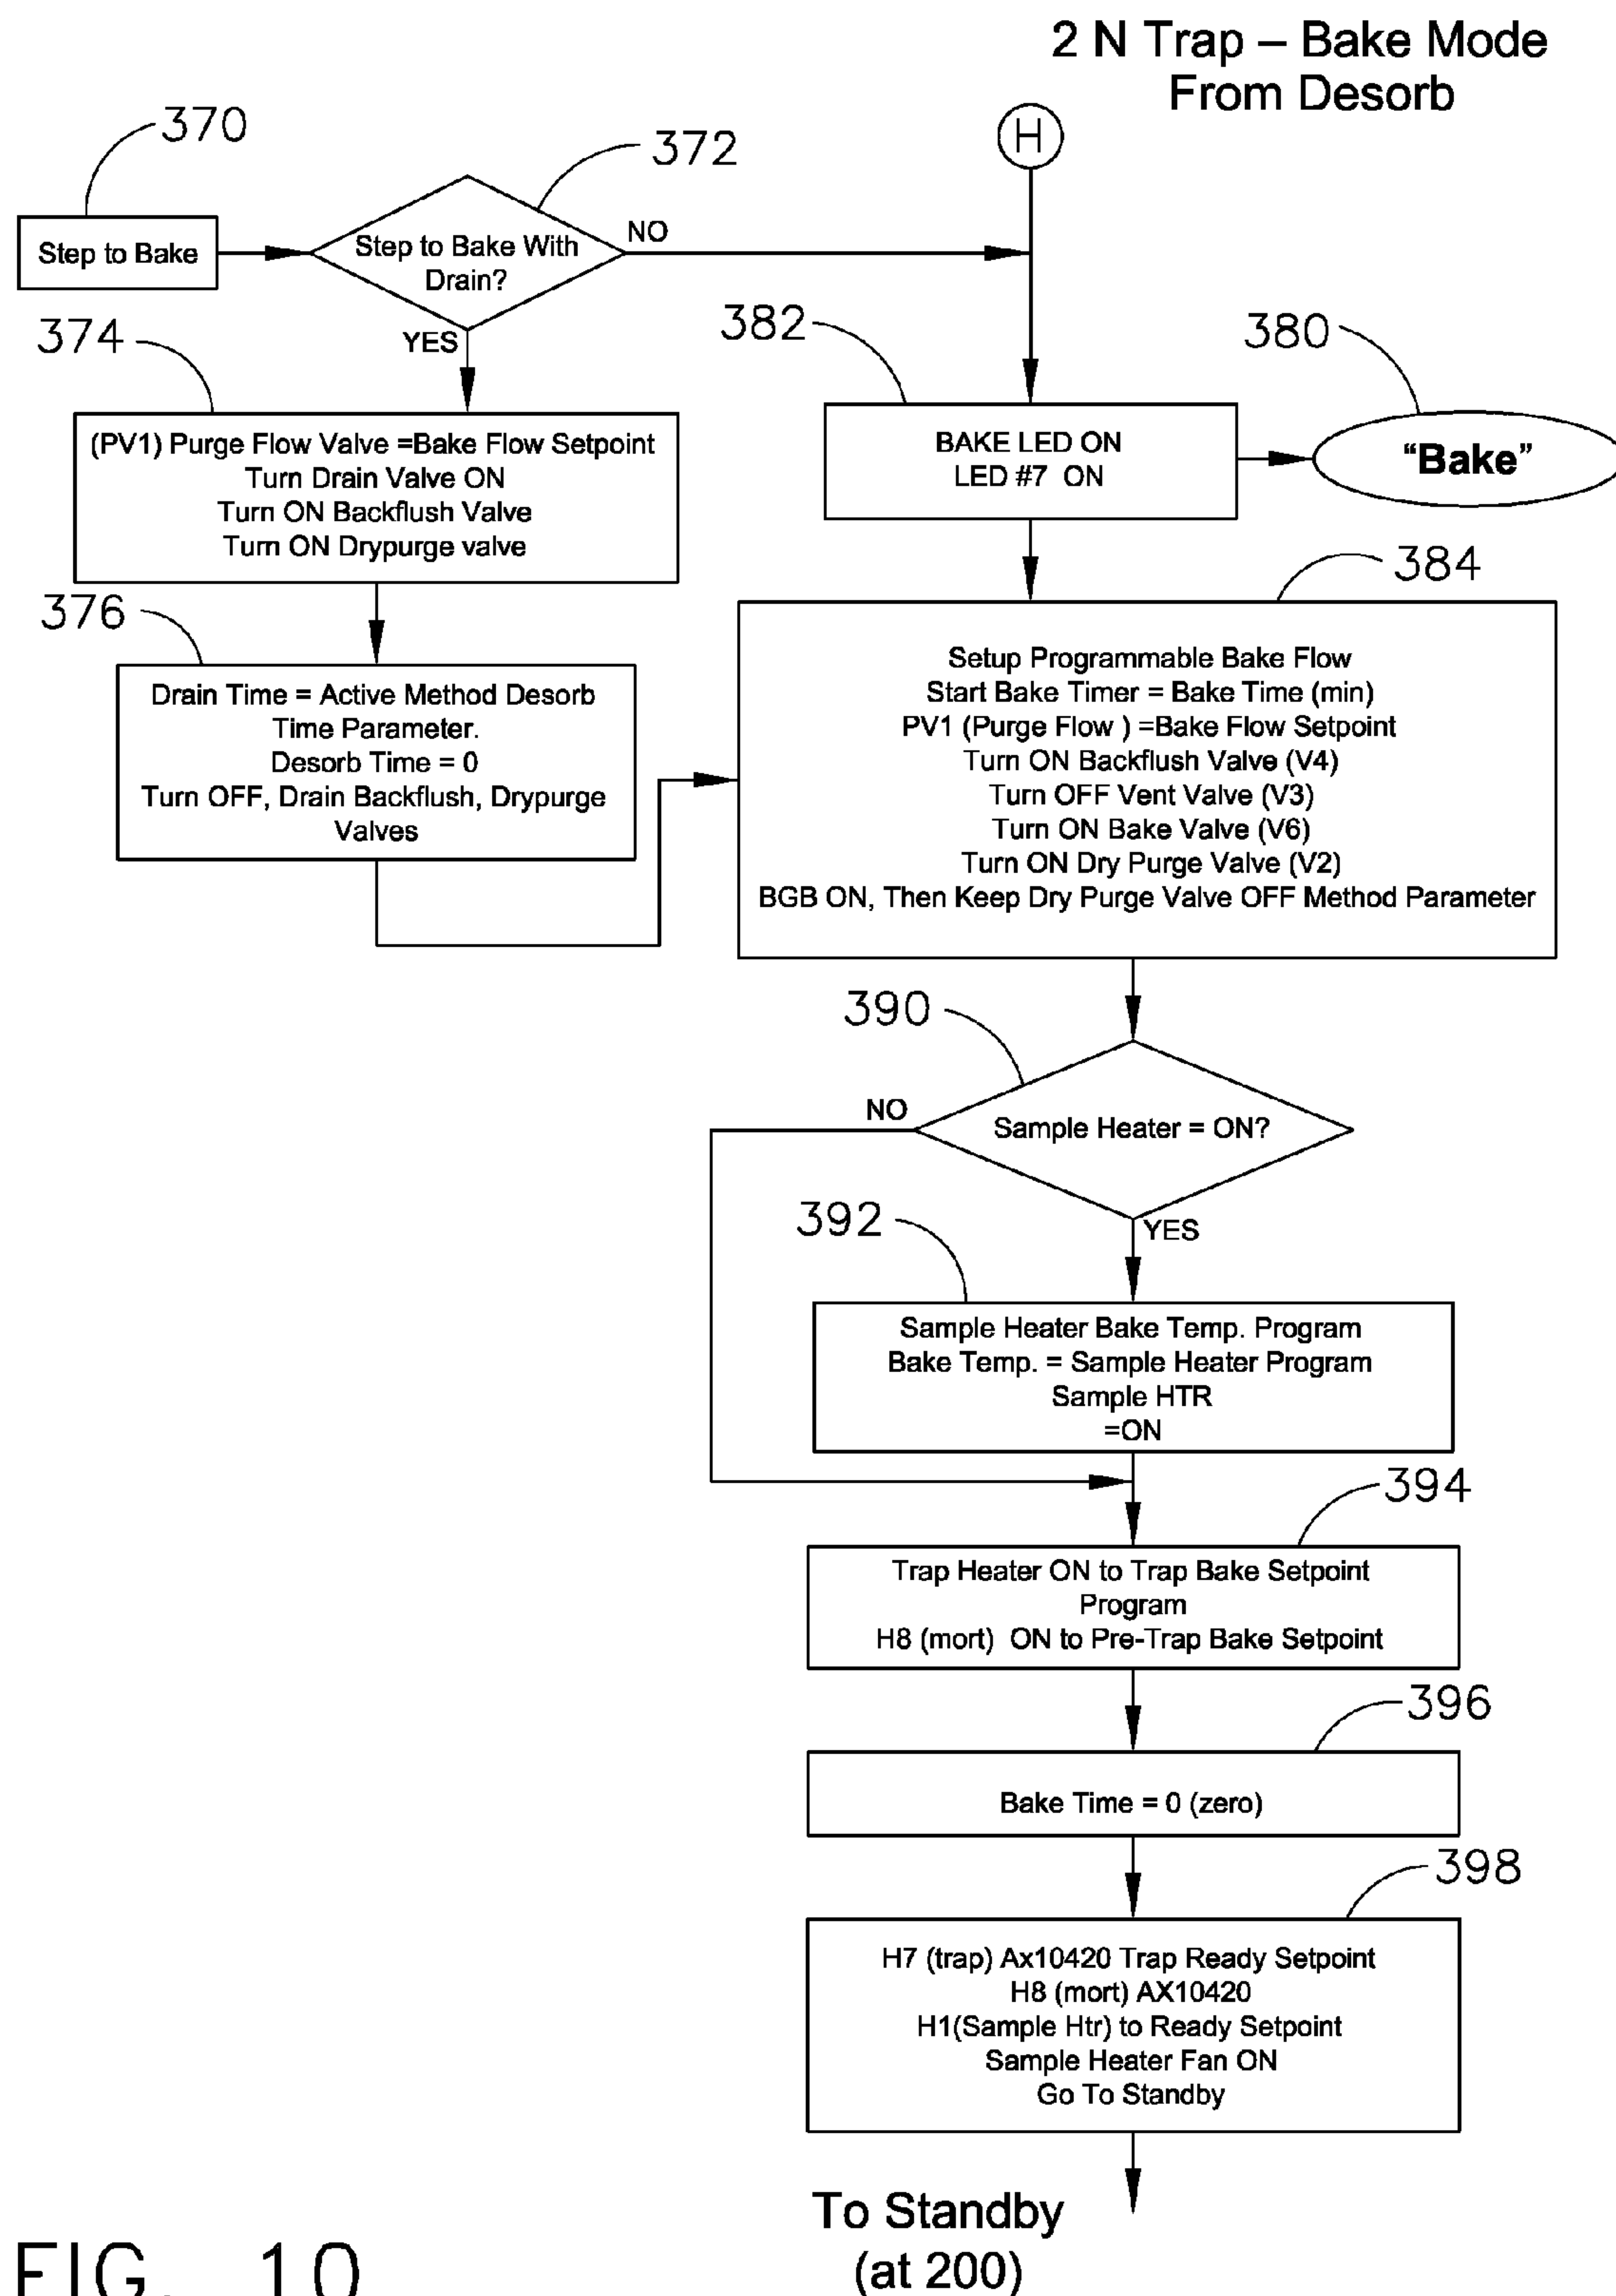 2 N Trap – Bake Mode
From Desorb
370
372
H
Step to Bake
Step to Bake With
Drain?
NO
YES
374
382
380
(PV1) Purge Flow Valve =Bake Flow Setpoint
Turn Drain Valve ON
Turn ON Backflush Valve
Turn ON Drypurge valve
BAKE LED ON
LED #7 ON
“Bake”
376
384
Drain Time = Active Method Desorb
Time Parameter.
Desorb Time = 0
Turn OFF, Drain Backflush, Drypurge
Valves
Setup Programmable Bake Flow
Start Bake Timer = Bake Time (min)
PV1 (Purge Flow ) =Bake Flow Setpoint
Turn ON Backflush Valve (V4)
Turn OFF Vent Valve (V3)
Turn ON Bake Valve (V6)
Turn ON Dry Purge Valve (V2)
BGB ON, Then Keep Dry Purge Valve OFF Method Parameter
390
NO
Sample Heater = ON?
392
YES
Sample Heater Bake Temp. Program
Bake Temp. = Sample Heater Program
Sample HTR
=ON
394
Trap Heater ON to Trap Bake Setpoint
Program
H8 (mort) ON to Pre-Trap Bake Setpoint
396
Bake Time = 0 (zero)
398
H7 (trap) Ax10420 Trap Ready Setpoint
H8 (mort) AX10420
H1(Sample Htr) to Ready Setpoint
Sample Heater Fan ON
Go To Standby
To Standby
(at 200)
FIG. 10